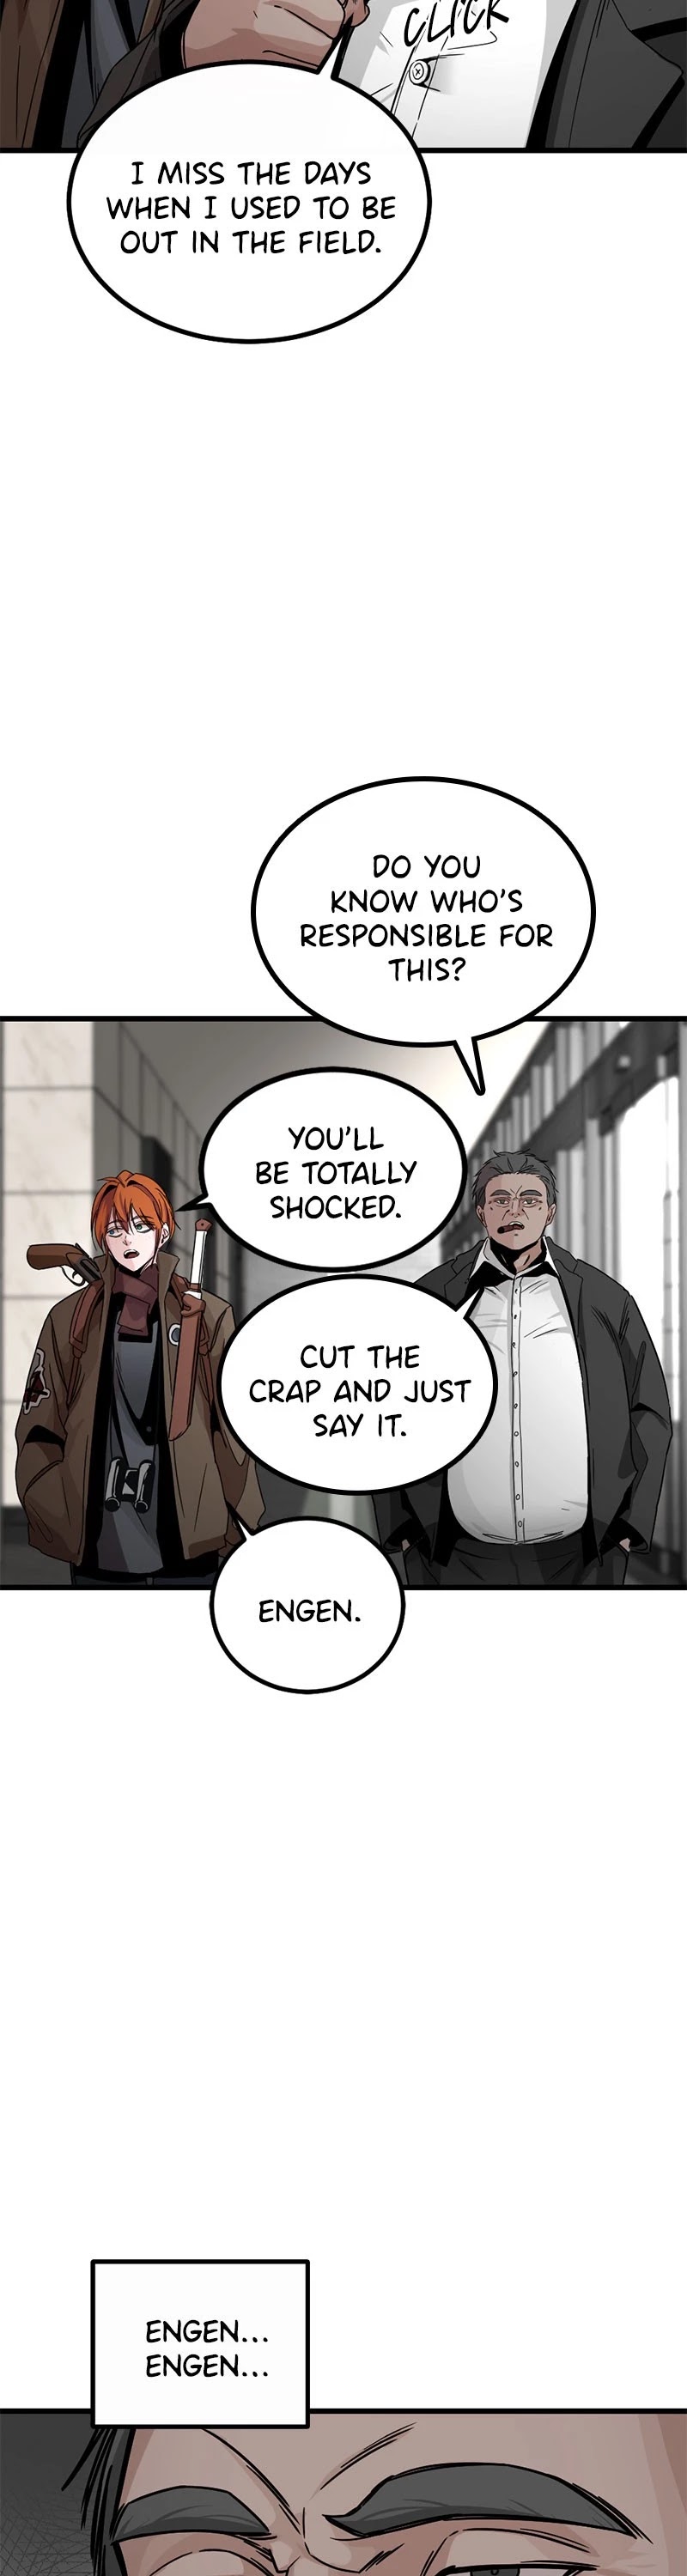 CLICK
I MISS THE DAYS
WHEN I USED TO BE
OUT IN THE FIELD.
DO YOU
KNOW WHO'S
RESPONSIBLE FOR
THIS?
YOU'LL
BE TOTALLY
SHOCKED.
CUT THE
CRAP AND JUST
SAY IT.
ENGEN.
ENGEN...
ENGEN...